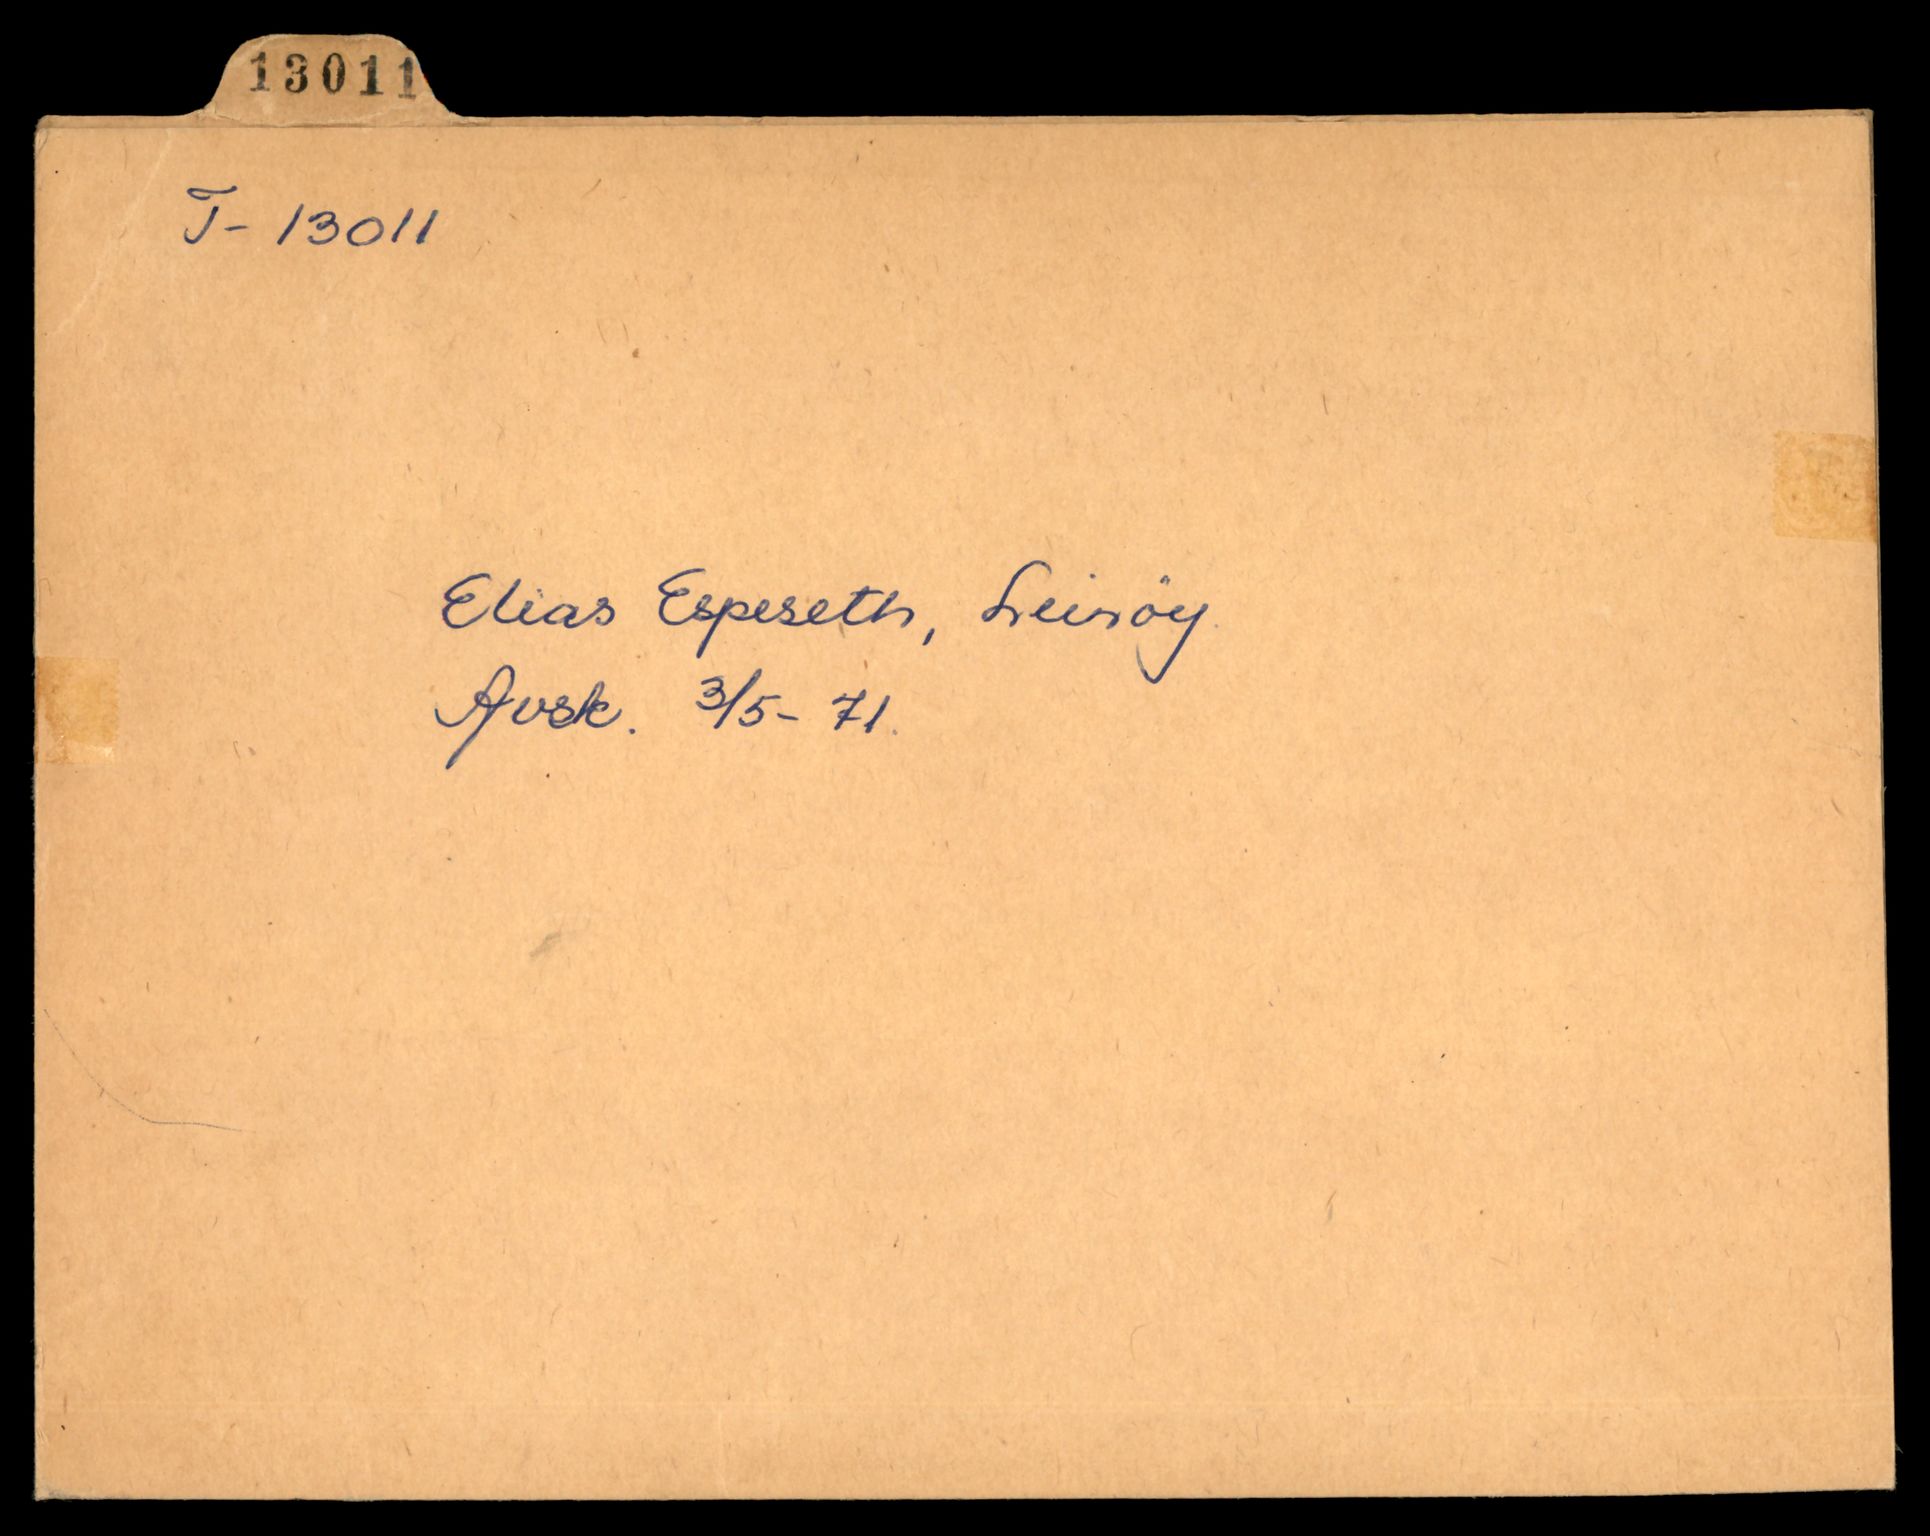 13011
T-13011
Elias Espeseth, Leinöy.
Avsk. 3/5-71.